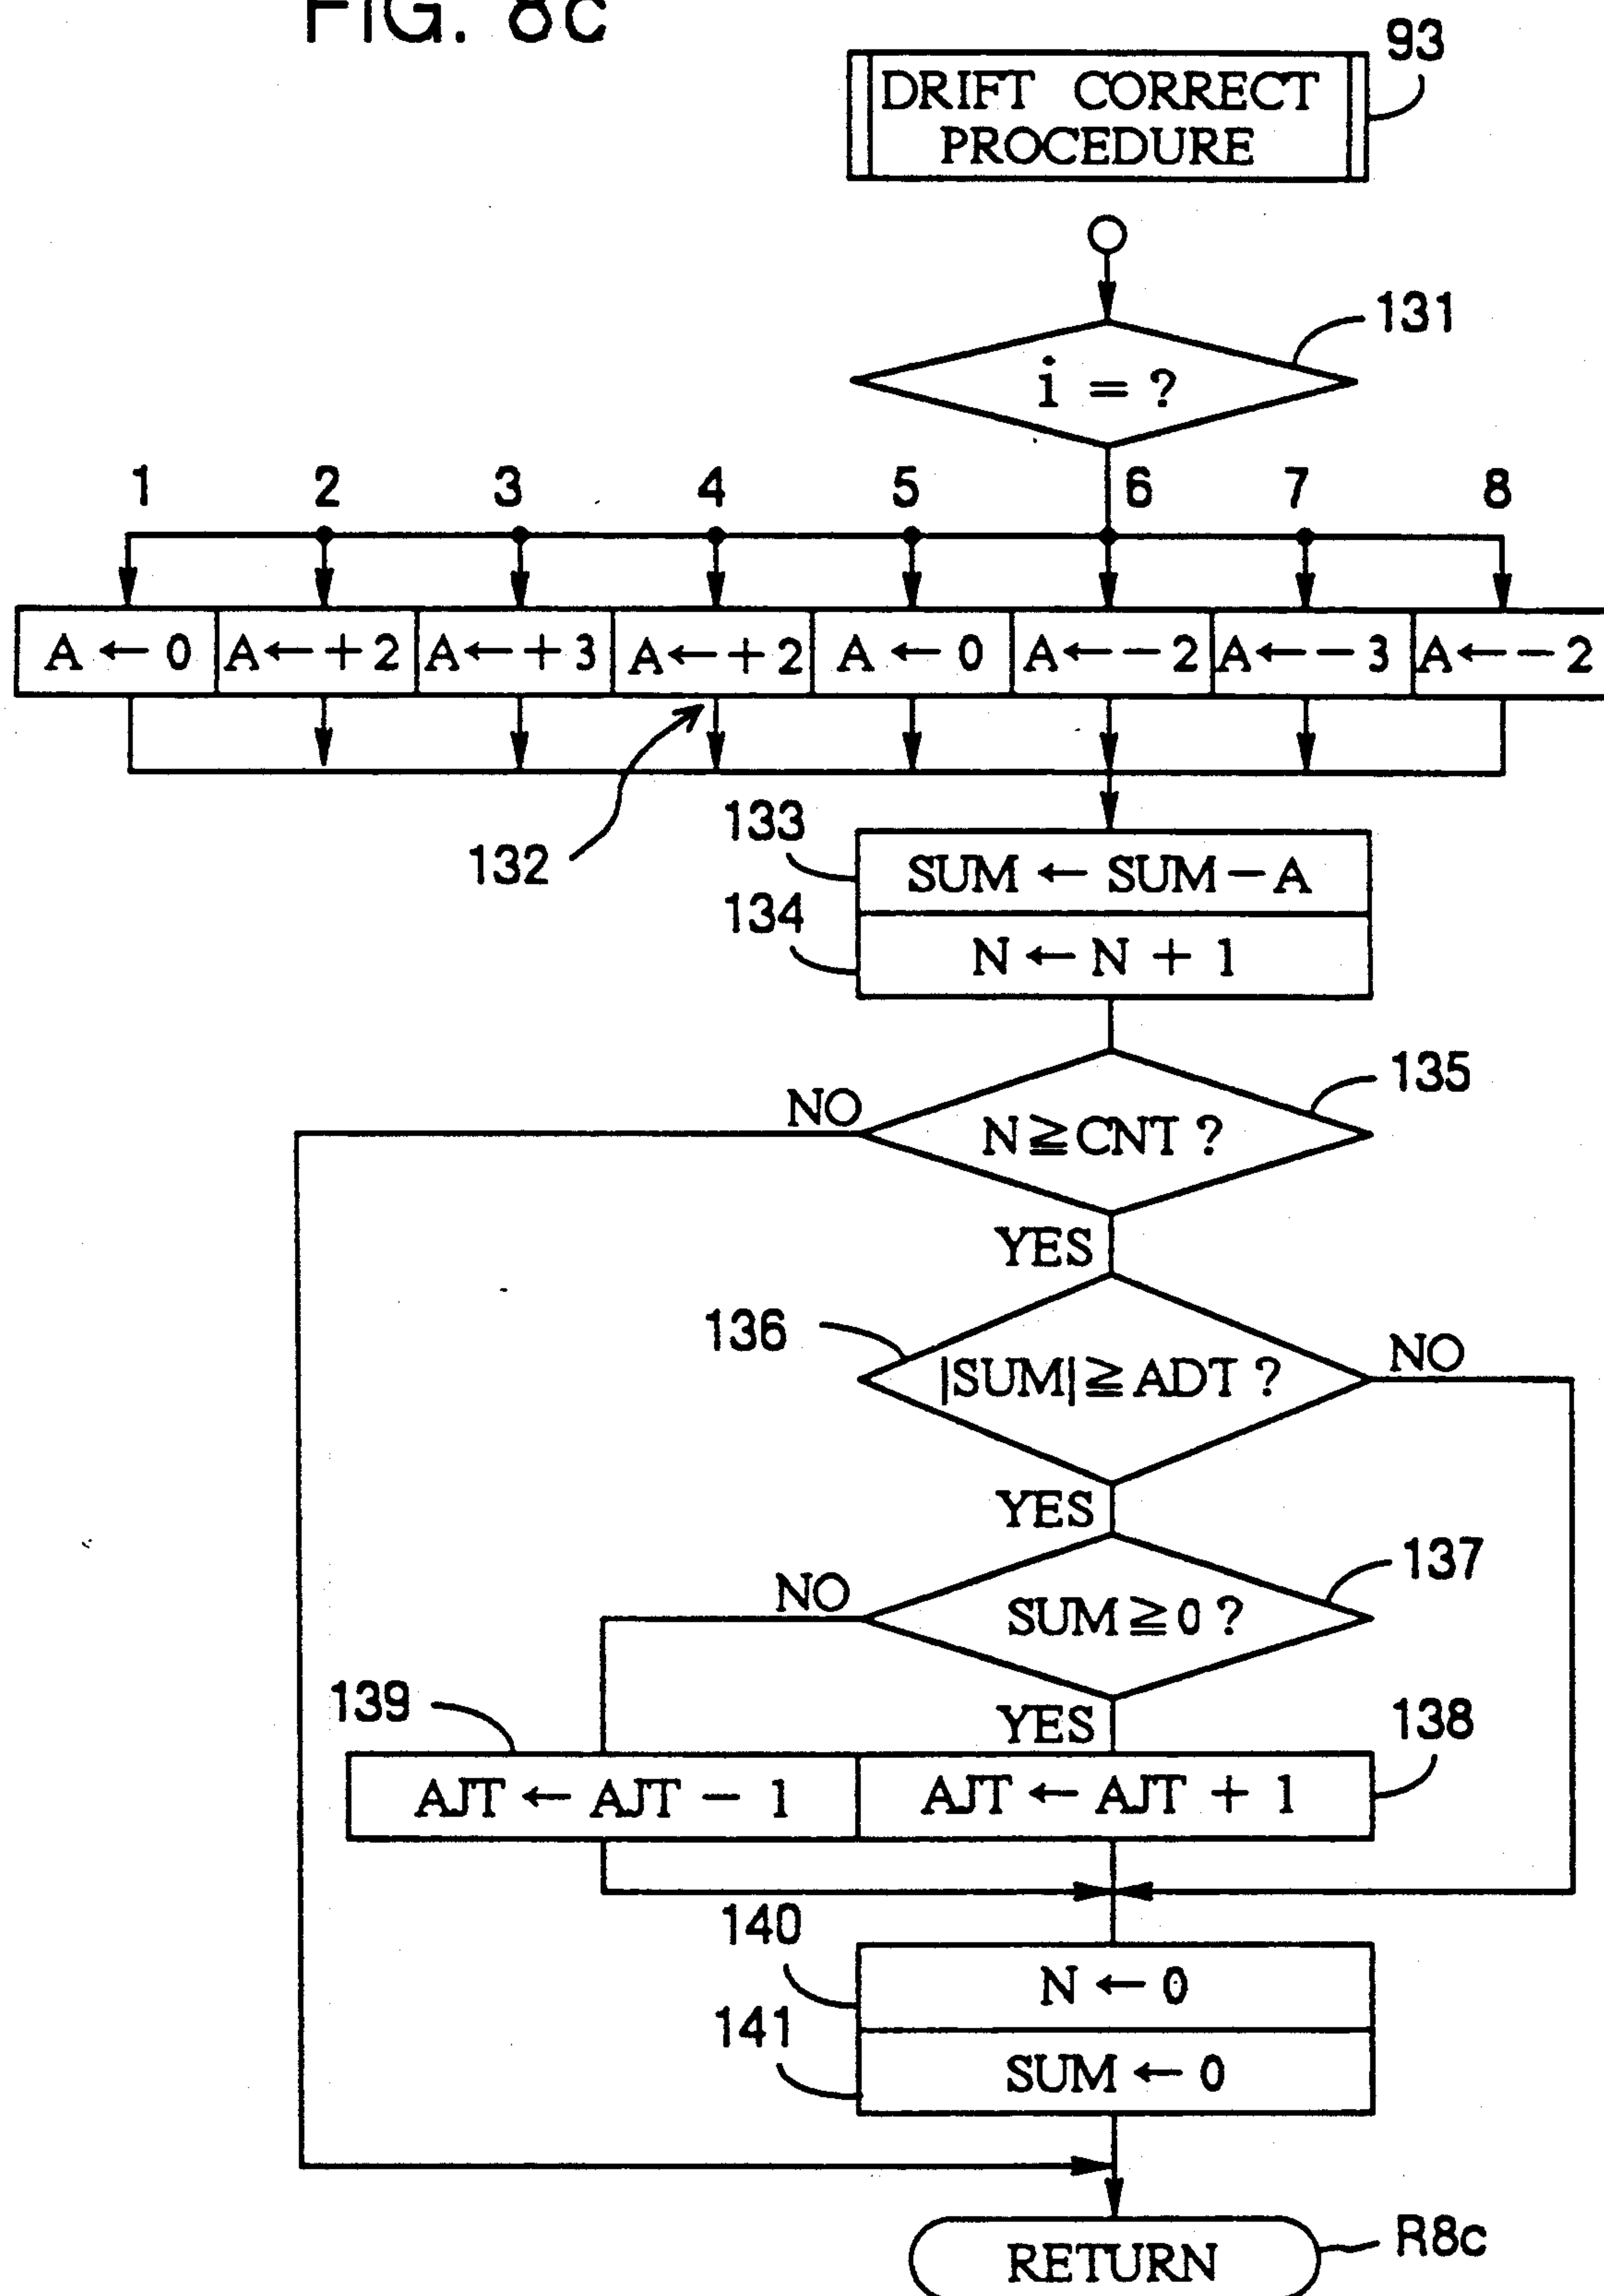 FIG. 8c
93
DRIFT CORRECT
PROCEDURE
131
i = ?
1 2 3 4 5 6 7 8
A ← 0 A ← + 2 A ← + 3 A ← + 2 A ← 0 A ← − 2 A ← − 3 A ← − 2
132
133
SUM ← SUM − A
134
N ← N + 1
135
NO
N ≧ CNT ?
YES
136
|SUM| ≧ ADT ?
NO
YES
137
NO
SUM ≧ 0 ?
139
YES
138
AJT ← AJT − 1 AJT ← AJT + 1
140
N ← 0
141
SUM ← 0
RETURN
R8c